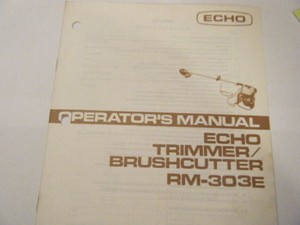 ECHO
OPERATOR'S MANUAL
ECHO
TRIMMER/
BRUSHCUTTER
RM-303E